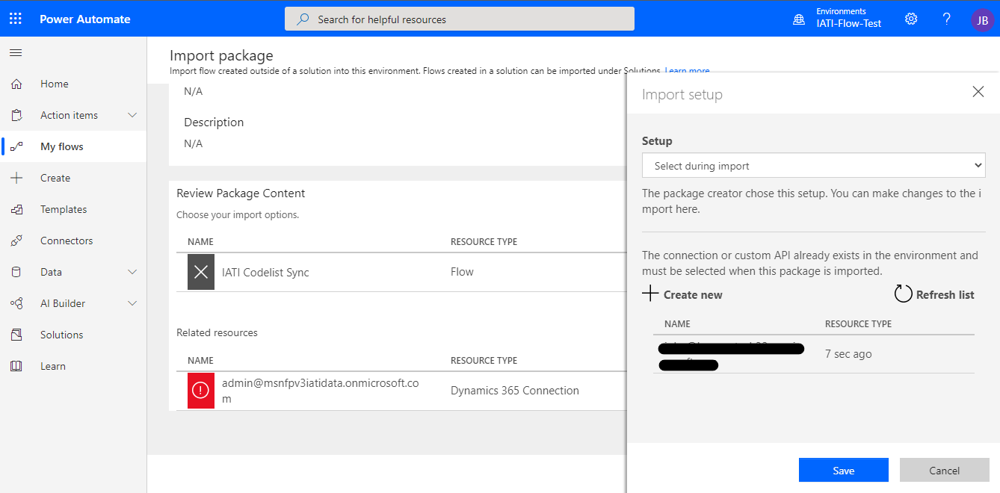 Power Automate
Search for helpful resources
Environments
IATI-Flow-Test
?
JB
Home
Action items
My flows
Create
Templates
Connectors
Data
AI Builder
Solutions
Learn
Import package
Import flow created outside of a solution into this environment. Flows created in a solution can be imported under Solutions. Learn more
N/A
Description
N/A
Review Package Content
Choose your import options.
NAME RESOURCE TYPE
IATI Codelist Sync Flow
Related resources
NAME RESOURCE TYPE
admin@msnfpv3iatidata.onmicrosoft.co
m
Dynamics 365 Connection
Import setup
Setup
Select during import
The package creator chose this setup. You can make changes to the i
mport here.
The connection or custom API already exists in the environment and
must be selected when this package is imported.
Create new Refresh list
NAME RESOURCE TYPE
7 sec ago
Save Cancel